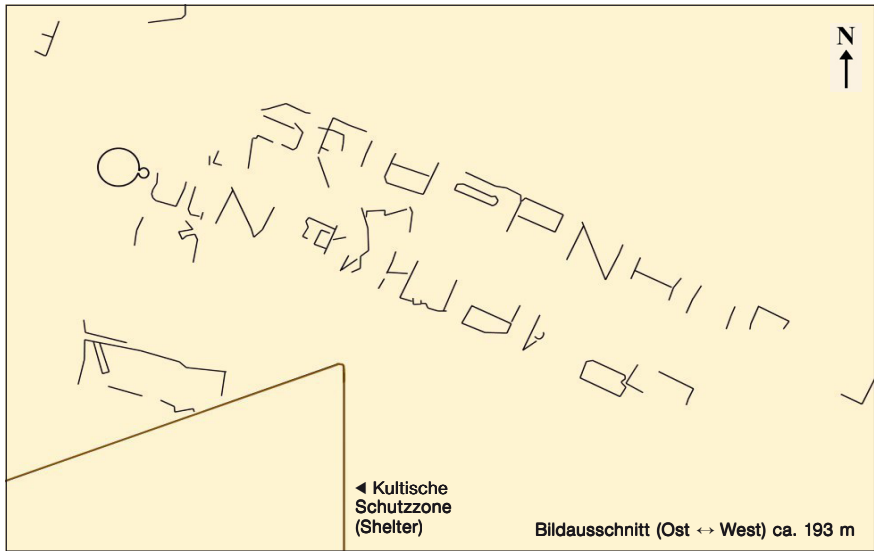 N
◄ Kultische
Schutzzone
(Shelter)
Bildausschnitt (Ost ↔ West) ca. 193 m